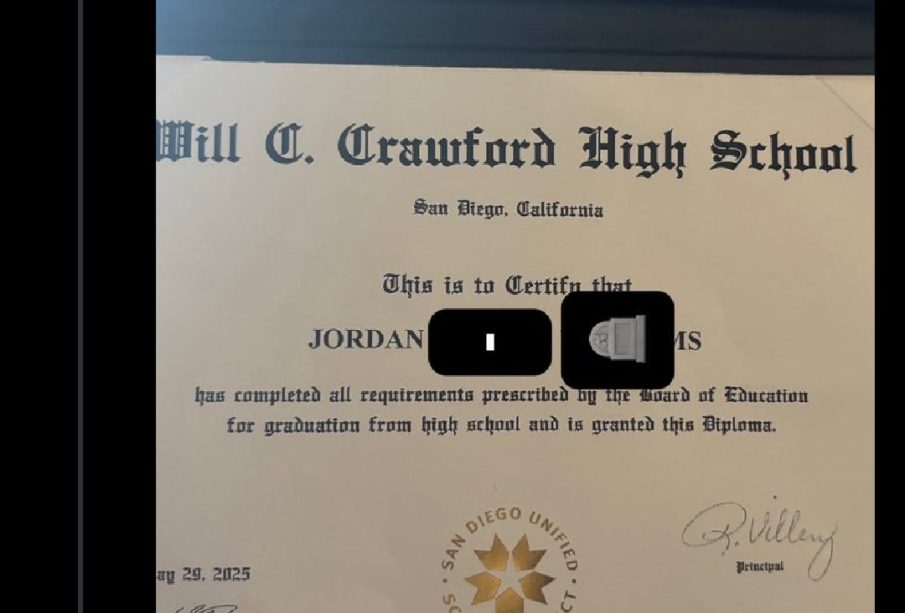 Will C. Crawford High School
San Diego, California
This is to Certify that
JORDAN MS
has completed all requirements prescribed by the Board of Education
for graduation from high school and is granted this Diploma.
SAN DIEGO UNIFIED
R. Villery
Principal
29, 2025